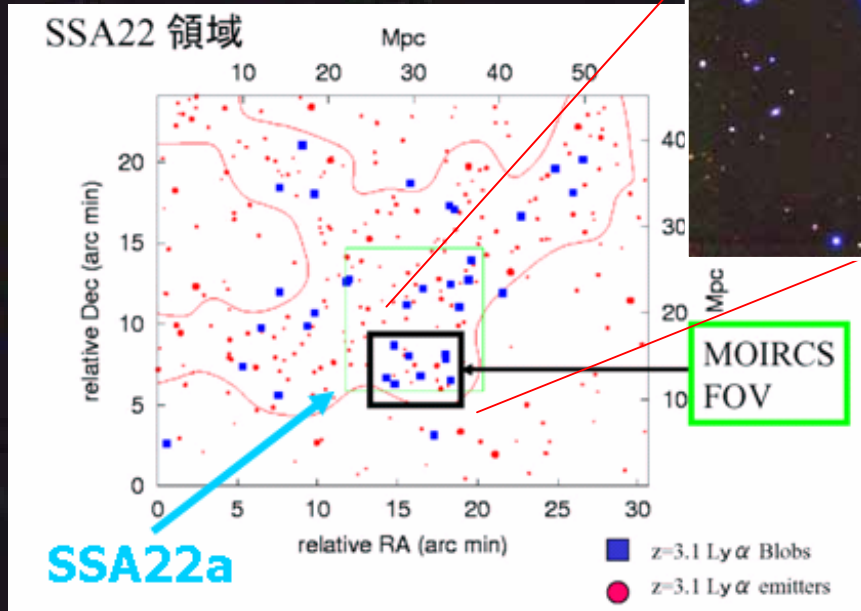 SSA22 領域
Mpc
10 20 30 40 50
20
15
10
5
0
relative Dec (arc min)
40
30
20
10
Mpc
MOIRCS
FOV
0 5 10 15 20 25 30
relative RA (arc min)
SSA22a
z=3.1 Ly α Blobs
z=3.1 Ly α emitters